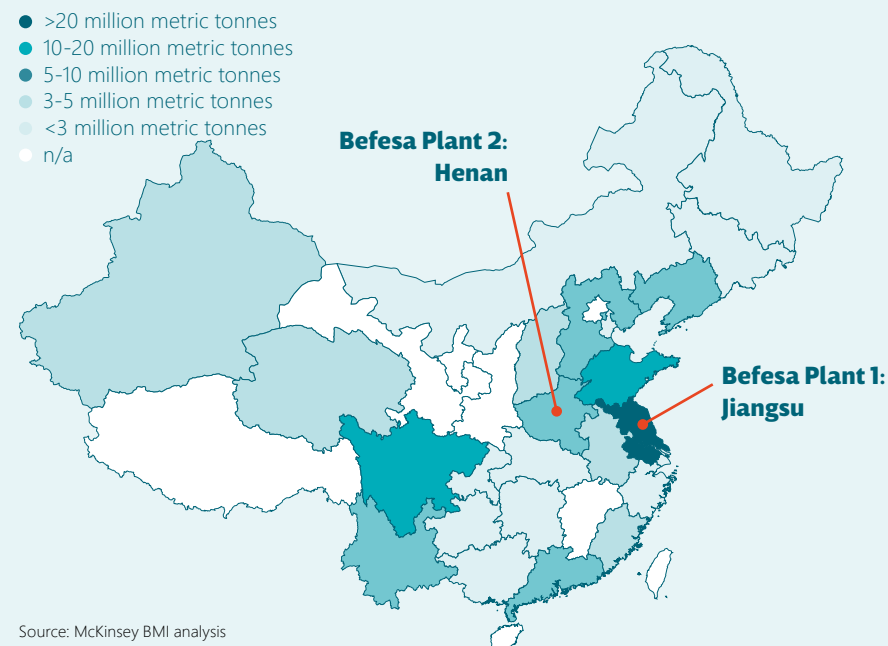 >20 million metric tonnes
10-20 million metric tonnes
5-10 million metric tonnes
3-5 million metric tonnes
<3 million metric tonnes
n/a
Befesa Plant 2:
Henan
Befesa Plant 1:
Jiangsu
Source: McKinsey BMI analysis